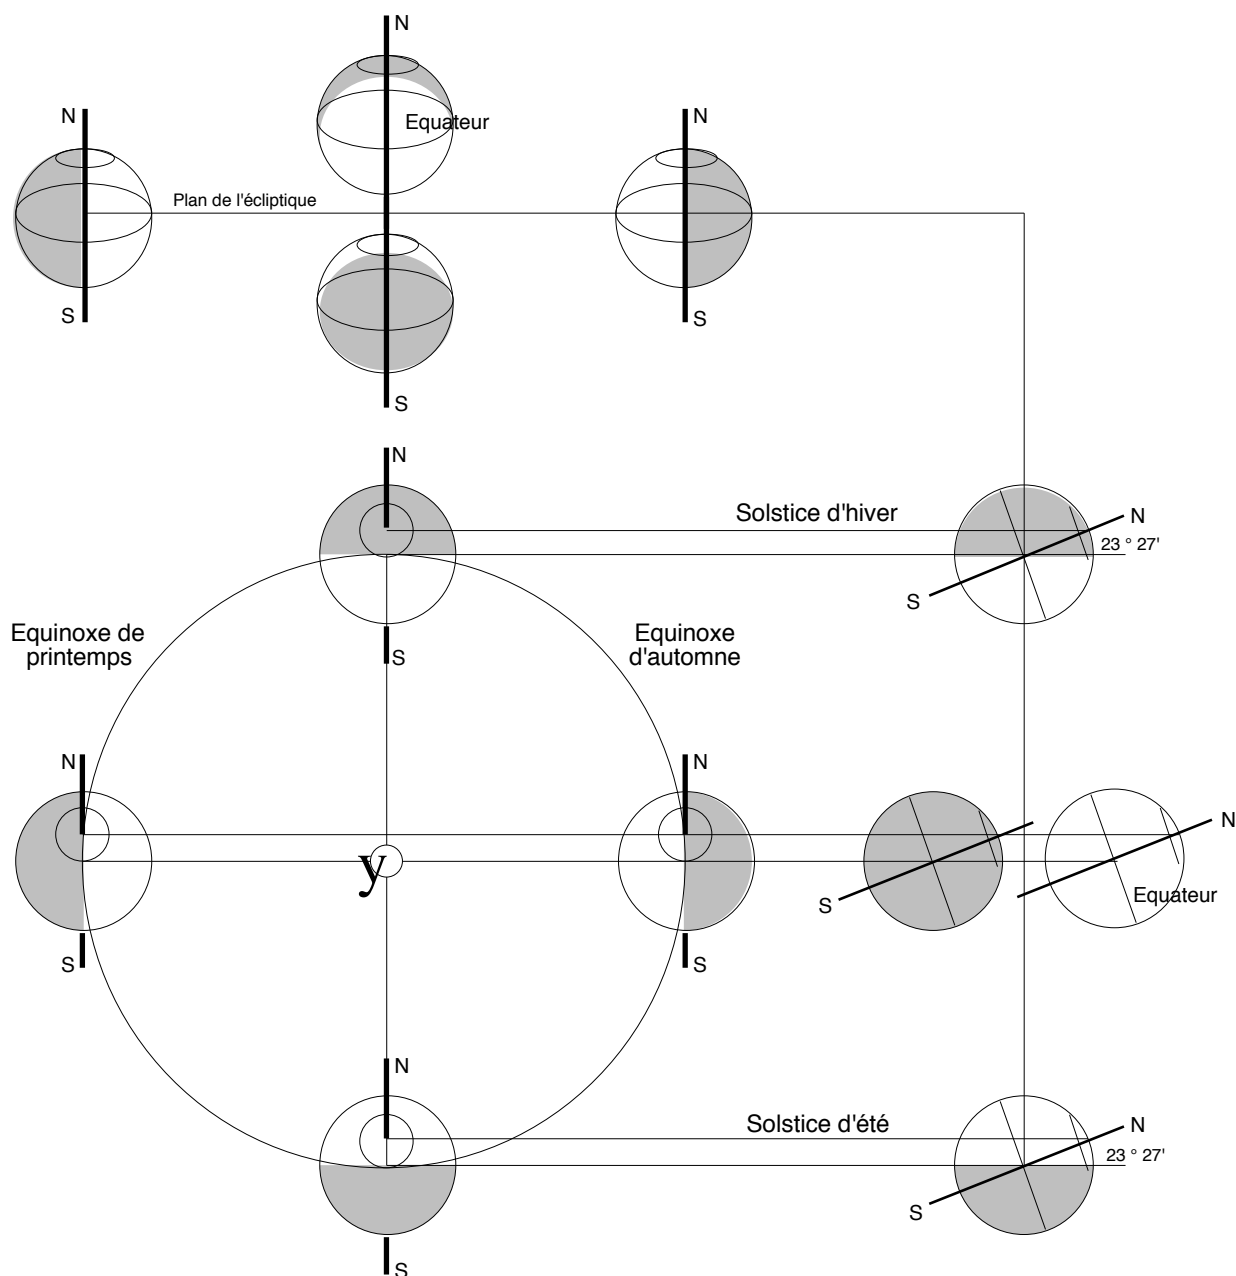 N
N
Equateur
N
Plan de l'écliptique
S
S
S
N
Solstice d'hiver
N
23 ° 27'
S
Equinoxe de
printemps
Equinoxe
d'automne
S
N
N
N
y
S
Equateur
S
S
N
Solstice d'été
N
23 ° 27'
S
S